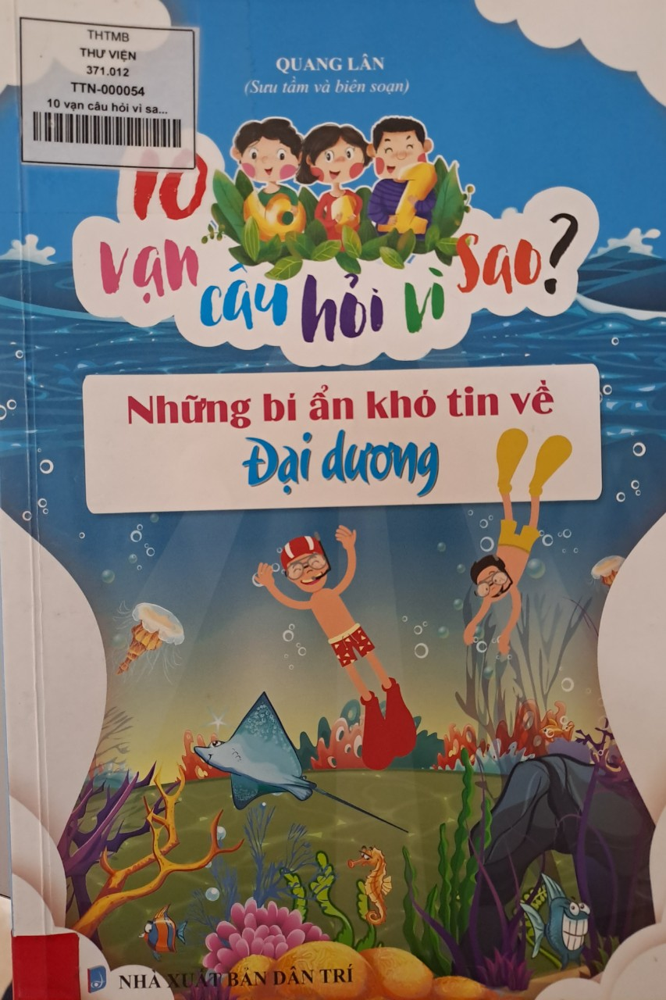 THTMB
THƯ VIỆN
371.012
TTN-000054
10 vạn câu hỏi vì sa...
QUANG LÂN
(Sưu tầm và biên soạn)
10
vạn
câu hỏi vì
sao?
Những bí ẩn khó tin về
Đại dương
NHÀ XUẤT BẢN DÂN TRÍ